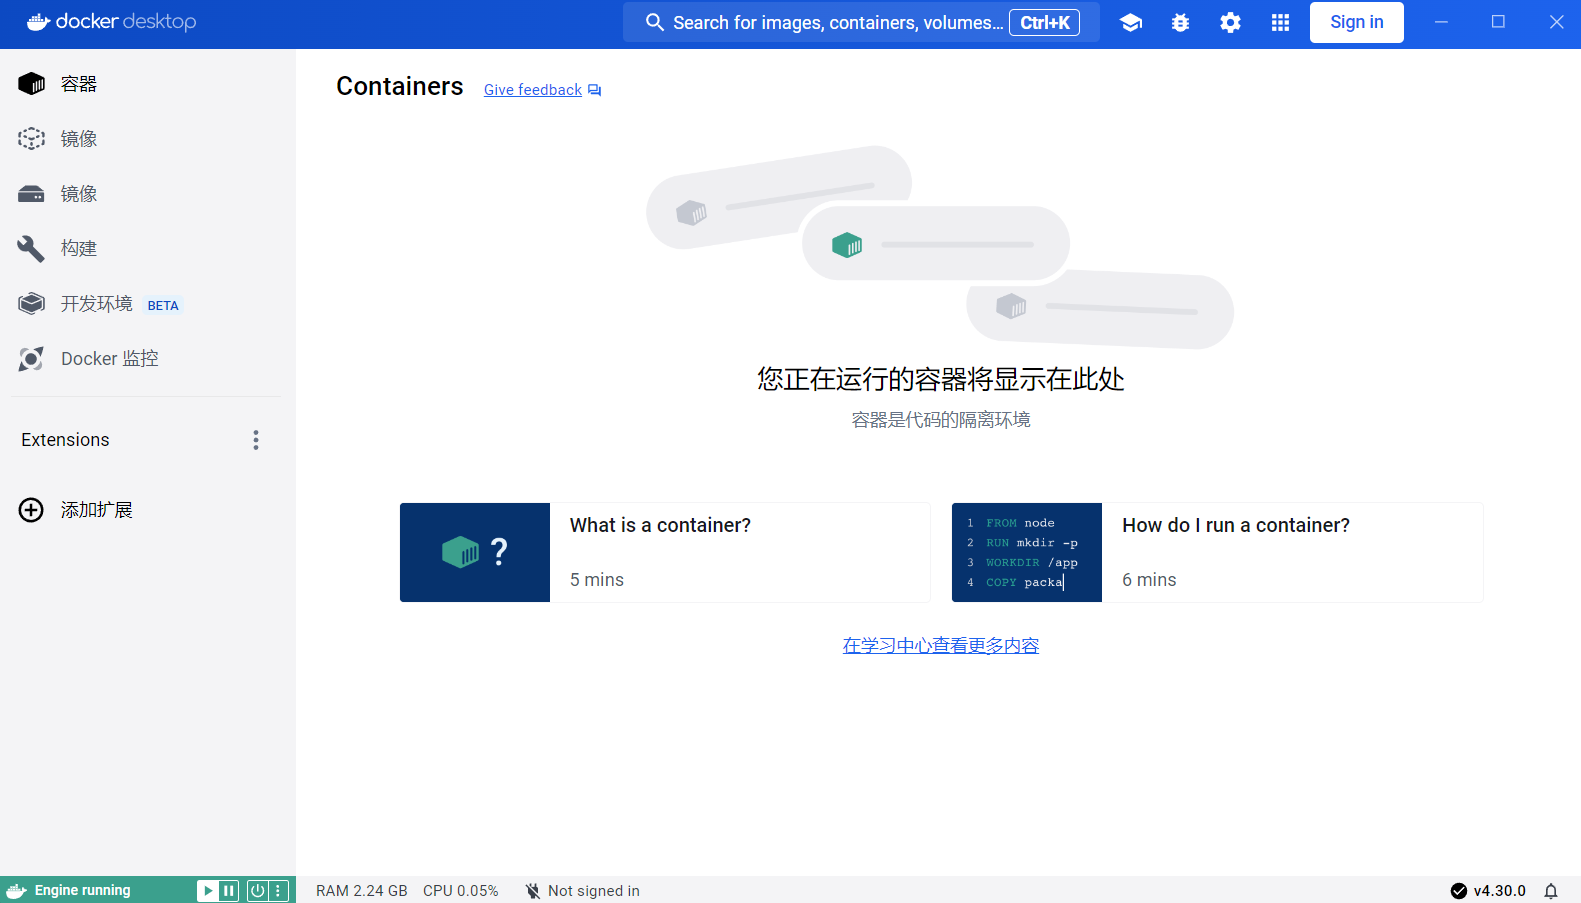 docker desktop
Search for images, containers, volumes... Ctrl+K
Sign in
容器
镜像
镜像
构建
开发环境 BETA
Docker 监控
Extensions
添加扩展
Containers Give feedback
您正在运行的容器将显示在此处
容器是代码的隔离环境
?
What is a container?
5 mins
1 FROM node
2 RUN mkdir -p
3 WORKDIR /app
4 COPY packa
How do I run a container?
6 mins
在学习中心查看更多内容
Engine running
RAM 2.24 GB CPU 0.05% Not signed in
v4.30.0